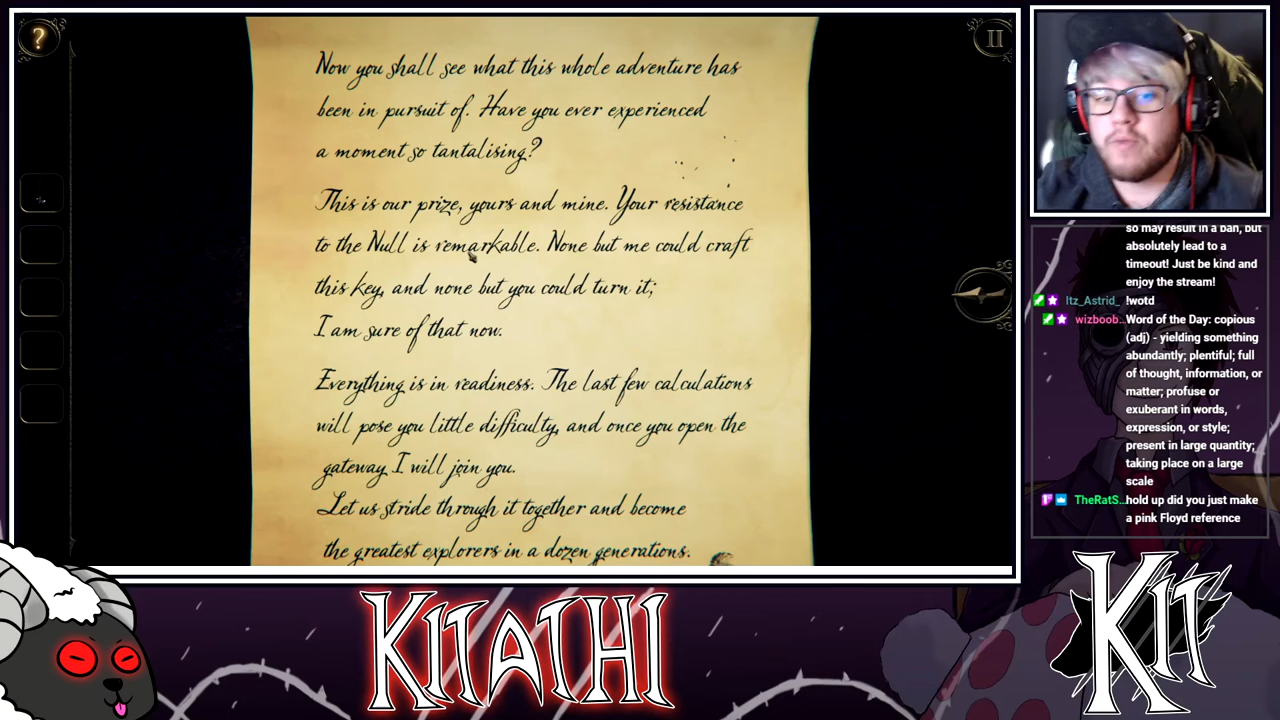 Now you shall see what this whole adventure has
been in pursuit of. Have you ever experienced
a moment so tantalising?
This is our prize, yours and mine. Your resistance
to the Null is remarkable. None but me could craft
this key, and none but you could turn it;
I am sure of that now.
Everything is in readiness. The last few calculations
will pose you little difficulty, and once you open the
gateway I will join you.
Let us stride through it together and become
the greatest explorers in a dozen generations.
?
so may result in a ban, but
absolutely lead to a
timeout! Just be kind and
enjoy the stream!
Itz_Astrid_ !wotd
wizboob... Word of the Day: copious
(adj) - yielding something
abundantly; plentiful; full
of thought, information, or
matter; profuse or
exuberant in words,
expression, or style;
present in large quantity;
taking place on a large
scale
TheRatS... hold up did you just make
a pink Floyd reference
KITATHI
KIT